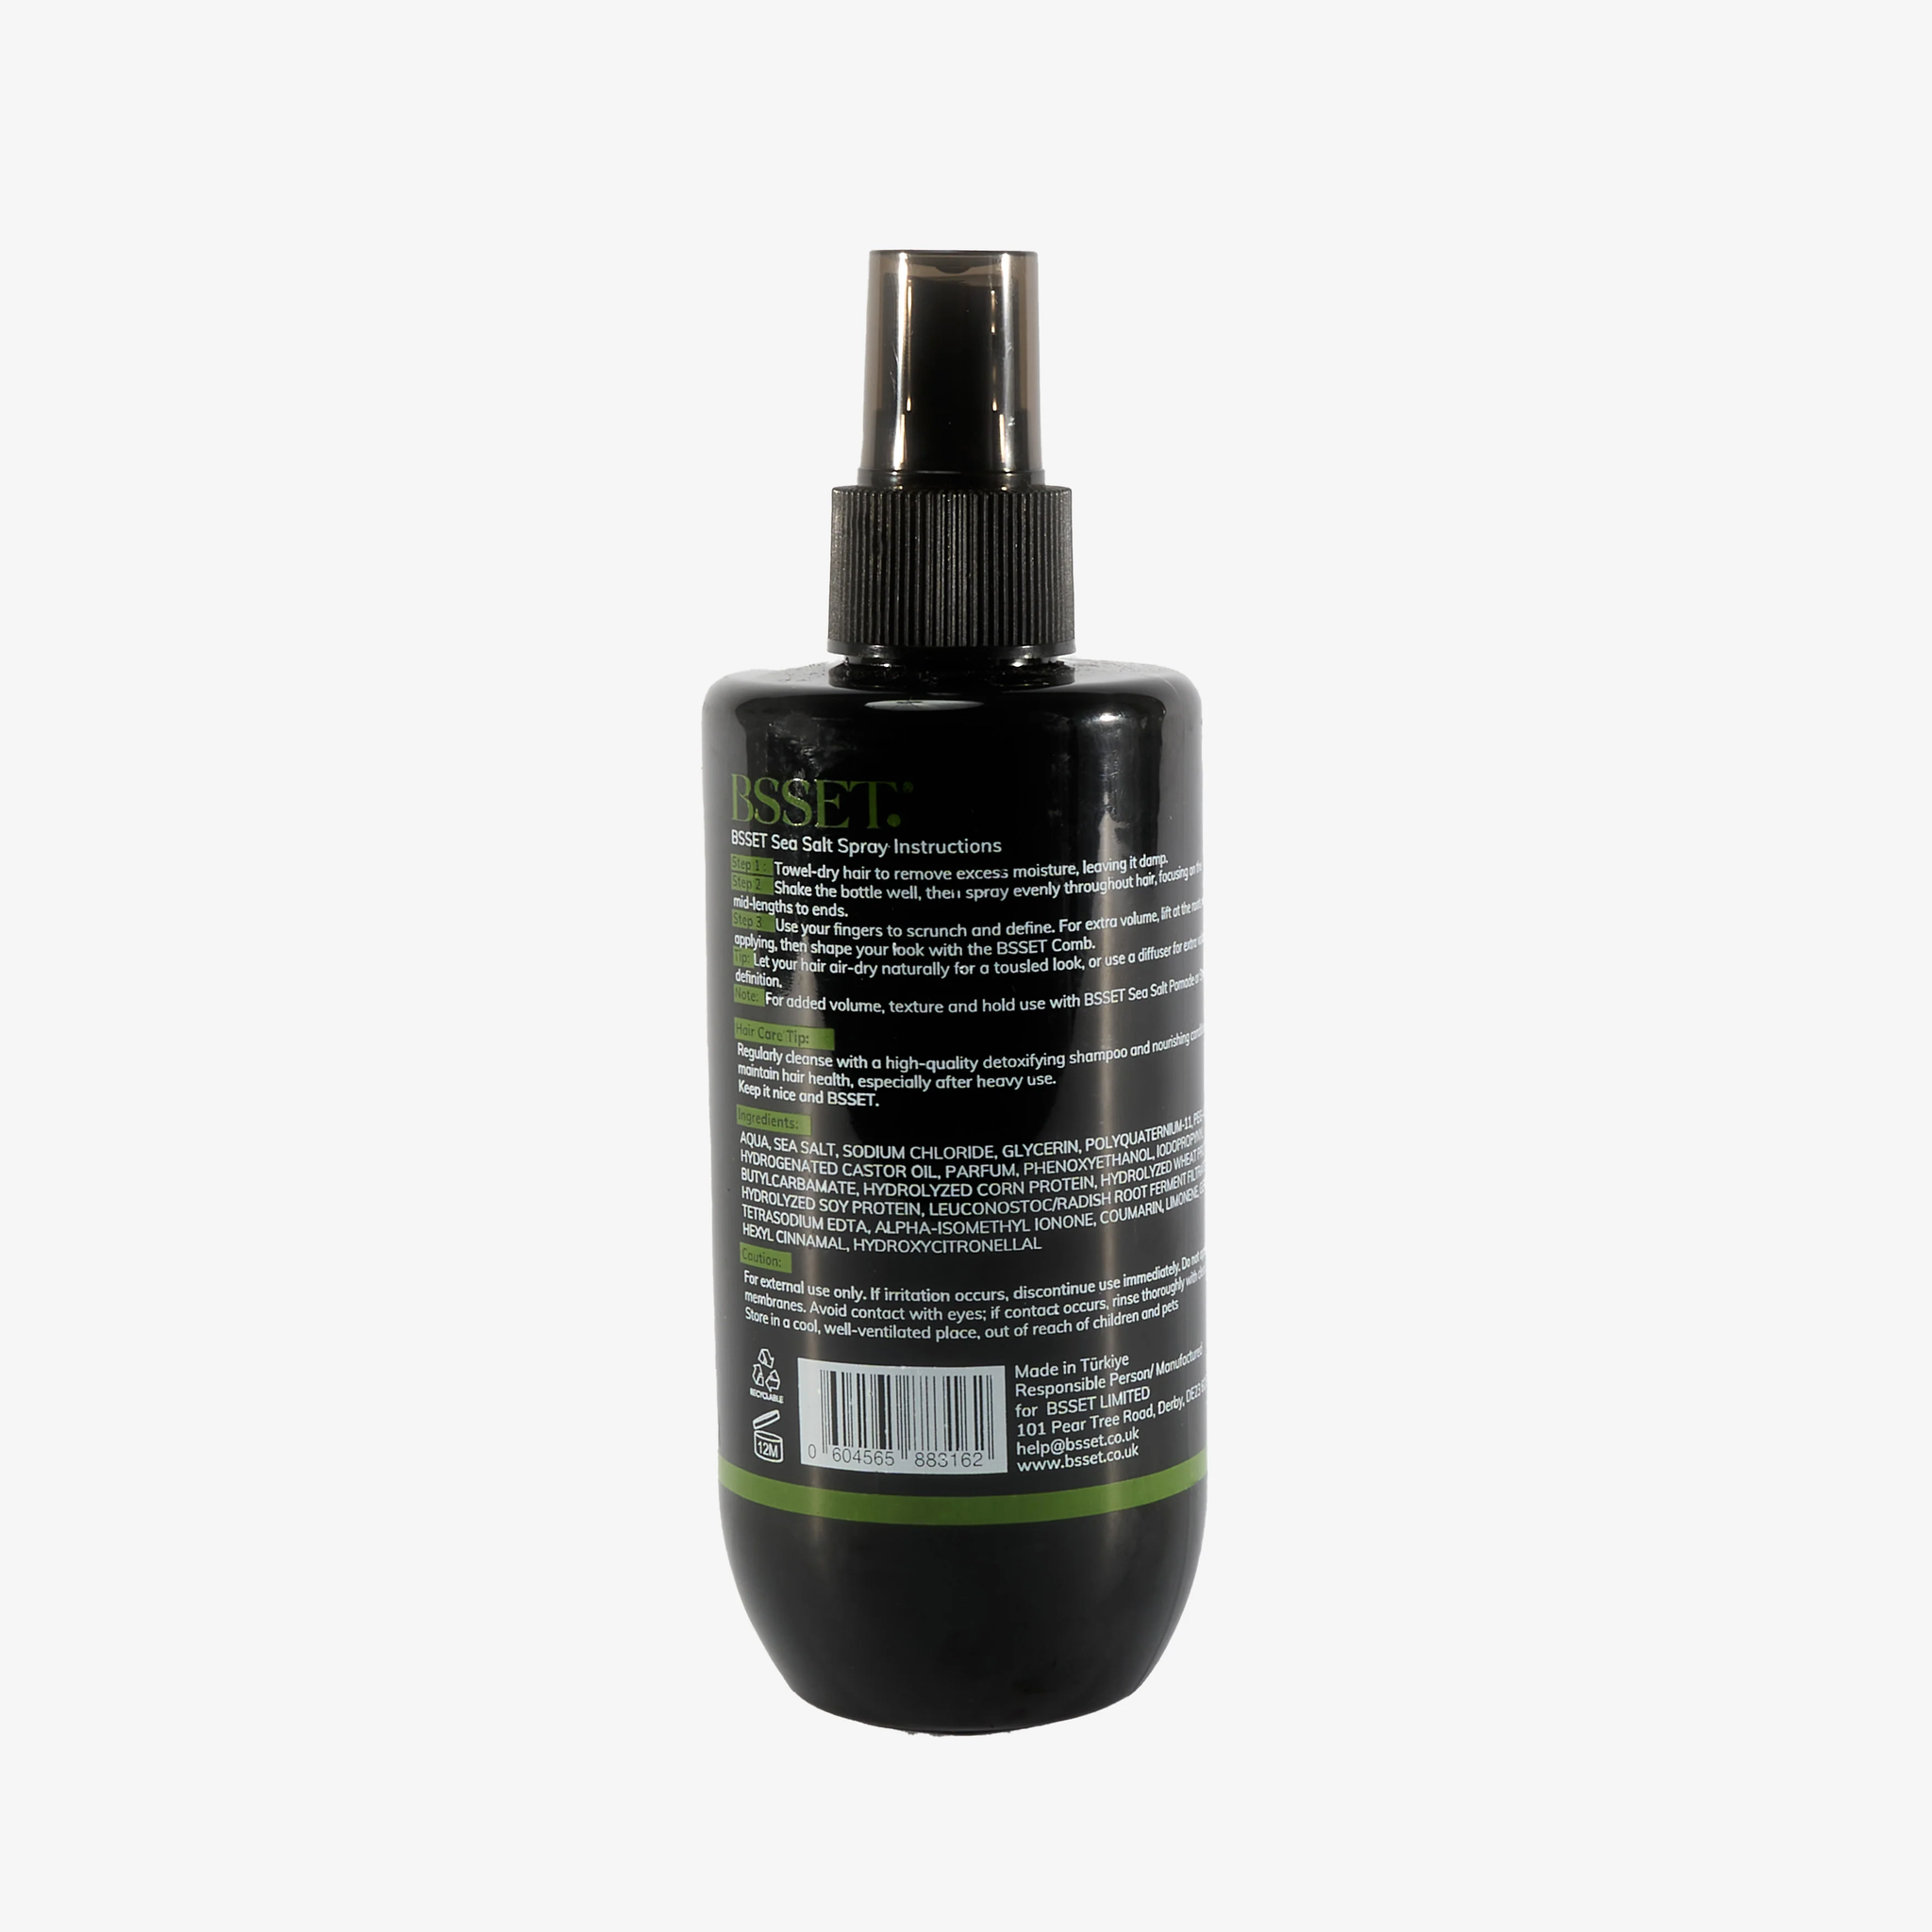 BSSET.®
BSSET Sea Salt Spray Instructions
Step 1 : Towel-dry hair to remove excess moisture, leaving it damp.
Step 2 Shake the bottle well, then spray evenly throughout hair, focusing on the
mid-lengths to ends.
Step 3 Use your fingers to scrunch and define. For extra volume, lift at the
applying, then shape your look with the BSSET Comb.
Tip: Let your hair air-dry naturally for a tousled look, or use a diffuser for extra
definition.
Note: For added volume, texture and hold use with BSSET Sea Salt Pomade or
Hair Care Tip:
Regularly cleanse with a high-quality detoxifying shampoo and nourishing
maintain hair health, especially after heavy use.
Keep it nice and BSSET.
Ingredients:
AQUA, SEA SALT, SODIUM CHLORIDE, GLYCERIN, POLYQUATERNIUM-11,
HYDROGENATED CASTOR OIL, PARFUM, PHENOXYETHANOL,
BUTYLCARBAMATE, HYDROLYZED CORN PROTEIN, HYDROLYZED WHEAT
HYDROLYZED SOY PROTEIN, LEUCONOSTOC/RADISH ROOT FERMENT
TETRASODIUM EDTA, ALPHA-ISOMETHYL IONONE, COUMARIN, LIMONENE,
HEXYL CINNAMAL, HYDROXYCITRONELLAL
Caution:
For external use only. If irritation occurs, discontinue use immediately. Do not
membranes. Avoid contact with eyes; if contact occurs, rinse thoroughly with
Store in a cool, well-ventilated place, out of reach of children and pets
RECYCLABLE
12M
0 604565 883162
Made in Türkiye
Responsible Person/ Manufactured
for BSSET LIMITED
101 Pear Tree Road, Derby, DE23
help@bsset.co.uk
www.bsset.co.uk